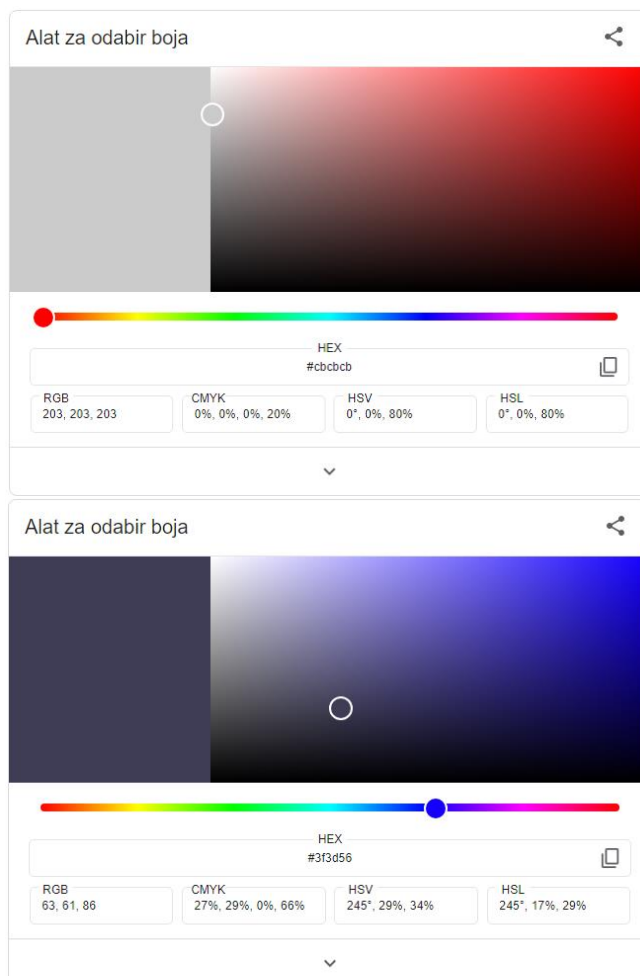 Alat za odabir boja
HEX
#cbcbcb
RGB
203, 203, 203
CMYK
0%, 0%, 0%, 20%
HSV
0°, 0%, 80%
HSL
0°, 0%, 80%
Alat za odabir boja
HEX
#3f3d56
RGB
63, 61, 86
CMYK
27%, 29%, 0%, 66%
HSV
245°, 29%, 34%
HSL
245°, 17%, 29%